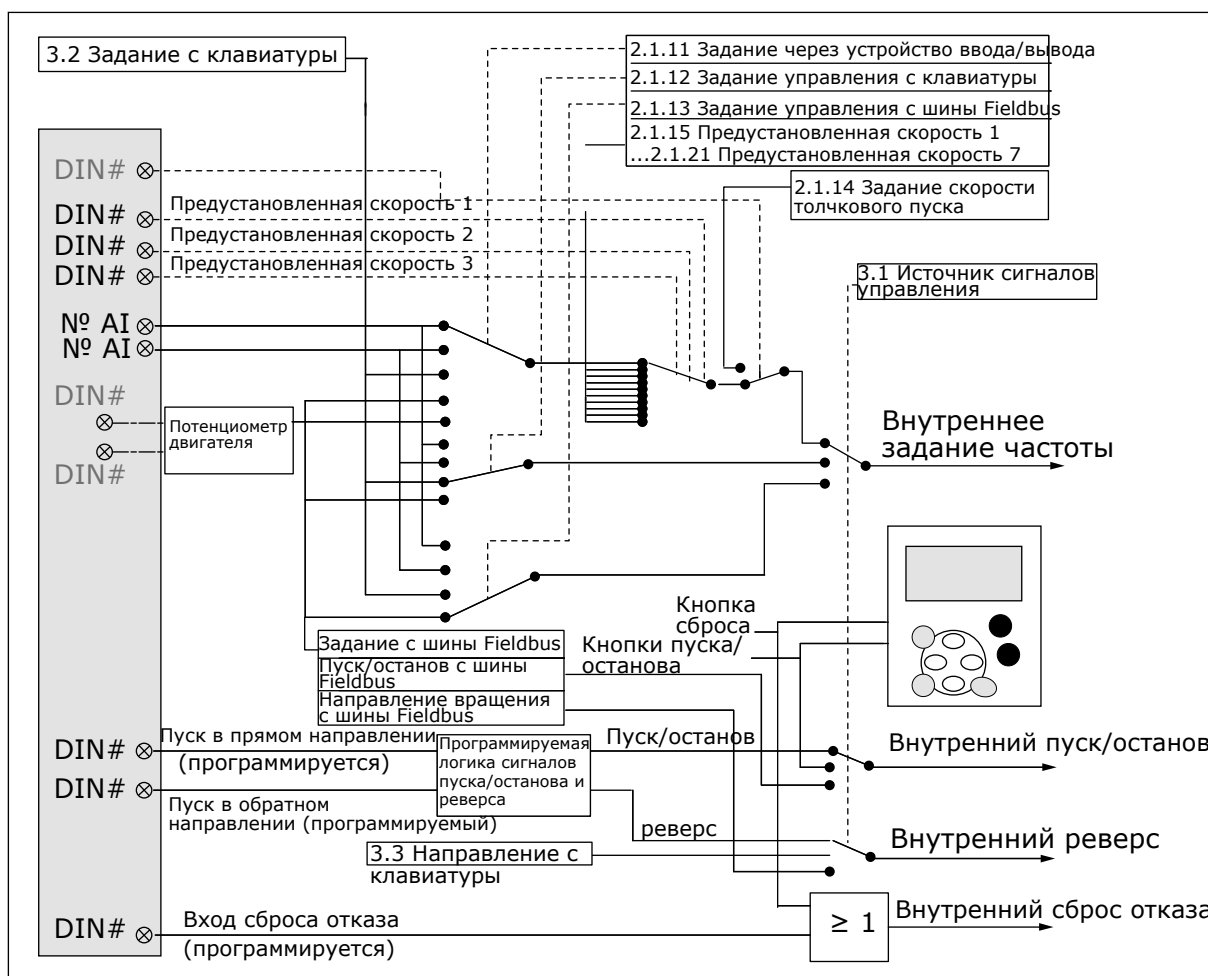 3.2 Задание с клавиатуры
2.1.11 Задание через устройство ввода/вывода
2.1.12 Задание управления с клавиатуры
2.1.13 Задание управления с шины Fieldbus
2.1.15 Предустановленная скорость 1
...2.1.21 Предустановленная скорость 7
2.1.14 Задание скорости
толчкового пуска
3.1 Источник сигналов
управления
DIN#
DIN#
Предустановленная скорость 1
DIN#
Предустановленная скорость 2
DIN#
Предустановленная скорость 3
№ AI
№ AI
DIN#
Потенциометр
двигателя
DIN#
Внутреннее
задание частоты
Кнопка
сброса
Кнопки пуска/
останова
Задание с шины Fieldbus
Пуск/останов с шины
Fieldbus
Направление вращения
с шины Fieldbus
DIN#
Пуск в прямом направлении
(программируется)
DIN#
Пуск в обратном
направлении (программируемый)
Программируемая
логика сигналов
пуска/останова и
реверса
Пуск/останов
Внутренний пуск/останов
реверс
Внутренний реверс
3.3 Направление с
клавиатуры
DIN#
Вход сброса отказа
(программируется)
≥ 1
Внутренний сброс отказа